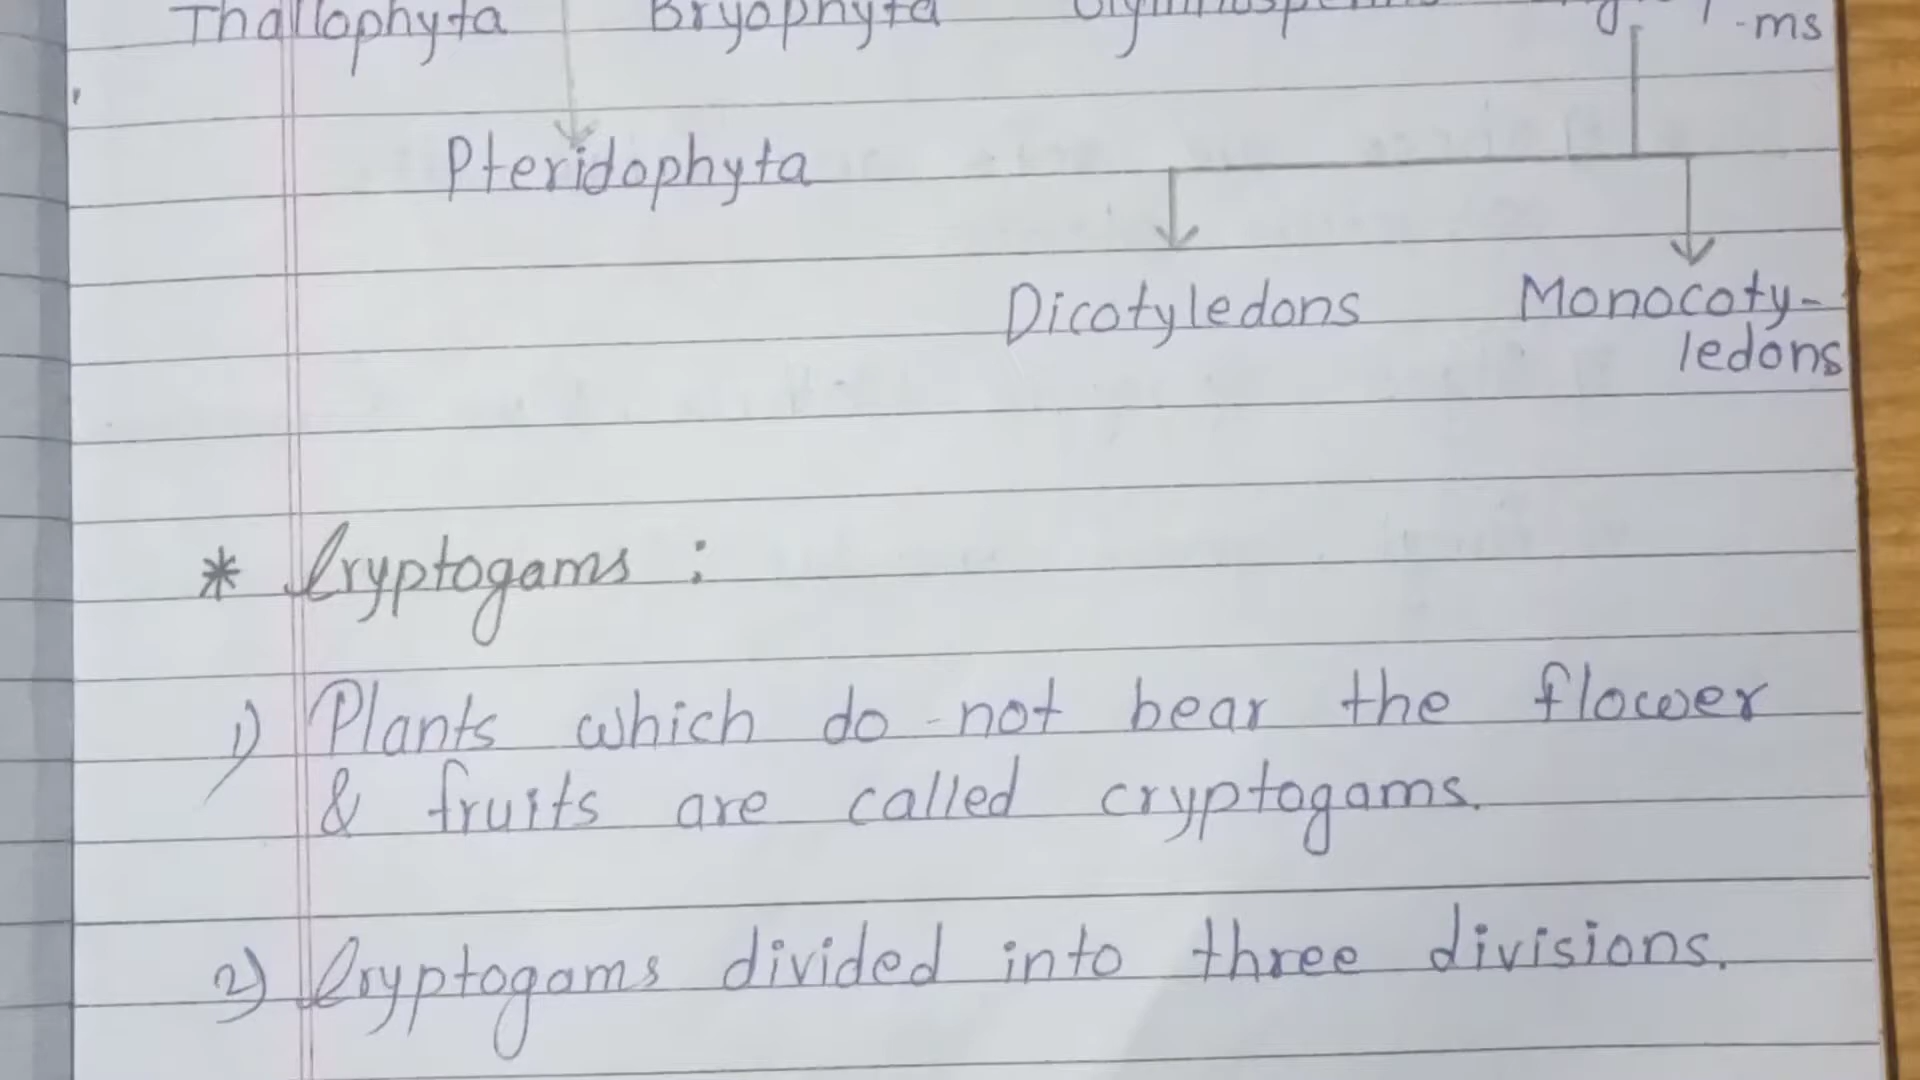 Thallophyta Bryophyta -ms
Pteridophyta
Dicotyledons Monocoty-
ledons
* Cryptogams :
1) Plants which do not bear the flower
& fruits are called cryptogams.
2) Cryptogams divided into three divisions.